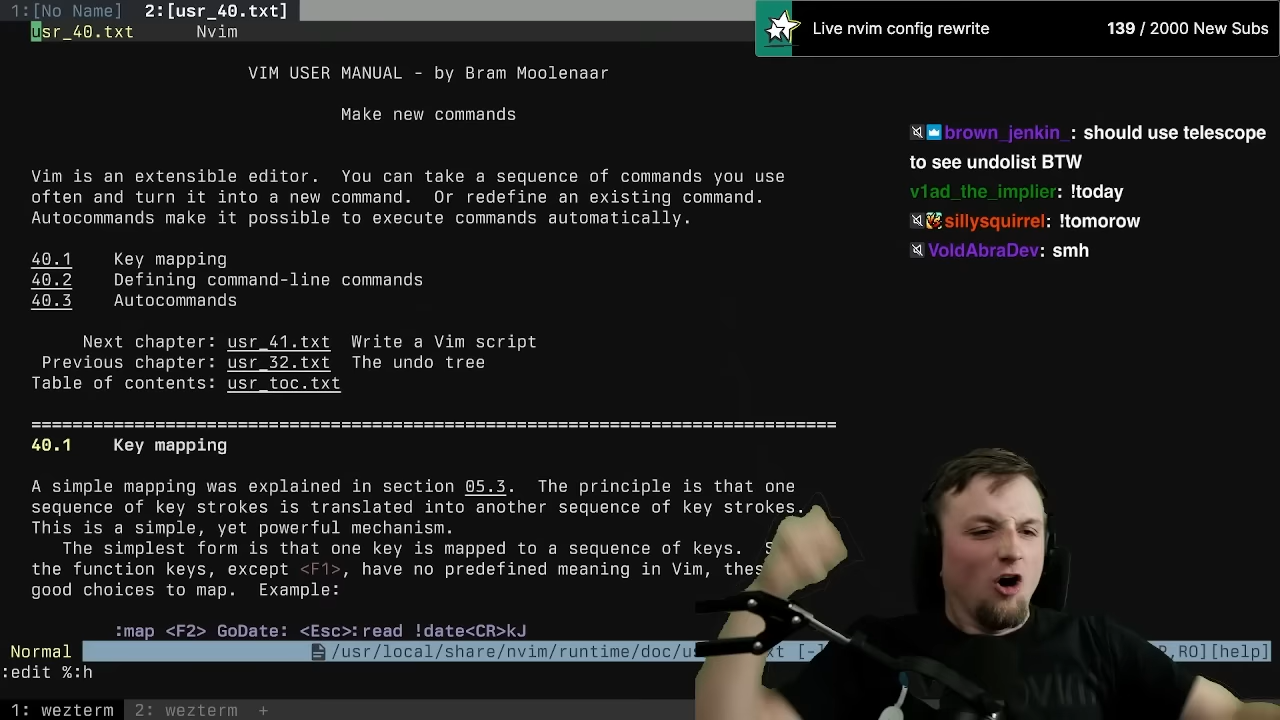 1:[No Name] 2:[usr_40.txt]
usr_40.txt Nvim
Live nvim config rewrite 139 / 2000 New Subs
VIM USER MANUAL - by Bram Moolenaar
Make new commands
Vim is an extensible editor. You can take a sequence of commands you use
often and turn it into a new command. Or redefine an existing command.
Autocommands make it possible to execute commands automatically.
40.1 Key mapping
40.2 Defining command-line commands
40.3 Autocommands
Next chapter: usr_41.txt Write a Vim script
Previous chapter: usr_32.txt The undo tree
Table of contents: usr_toc.txt
==============================================================================
40.1 Key mapping
A simple mapping was explained in section 05.3. The principle is that one
sequence of key strokes is translated into another sequence of key strokes.
This is a simple, yet powerful mechanism.
The simplest form is that one key is mapped to a sequence of keys.
the function keys, except <F1>, have no predefined meaning in Vim,
good choices to map. Example:
:map <F2> GoDate: <Esc>:read !date<CR>kJ
Normal /usr/local/share/nvim/runtime/doc/ [help]
:edit %:h
1: wezterm 2: wezterm +
brown_jenkin_: should use telescope
to see undolist BTW
v1ad_the_implier: !today
sillysquirrel: !tomorow
VoldAbraDev: smh